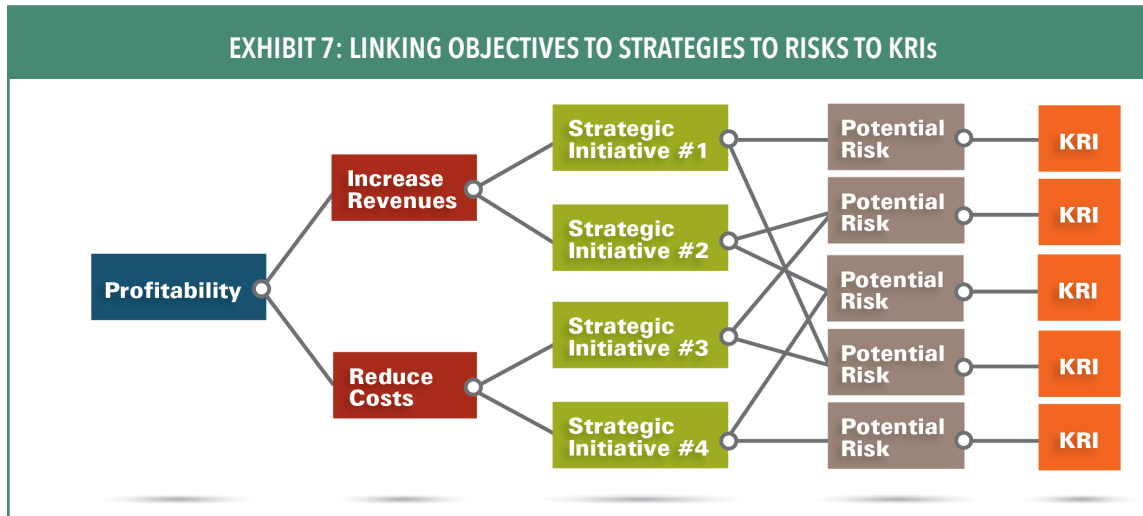 EXHIBIT 7: LINKING OBJECTIVES TO STRATEGIES TO RISKS TO KRIs
Profitability
Increase
Revenues
Reduce
Costs
Strategic
Initiative #1
Strategic
Initiative #2
Strategic
Initiative #3
Strategic
Initiative #4
Potential
Risk
Potential
Risk
Potential
Risk
Potential
Risk
Potential
Risk
KRI
KRI
KRI
KRI
KRI